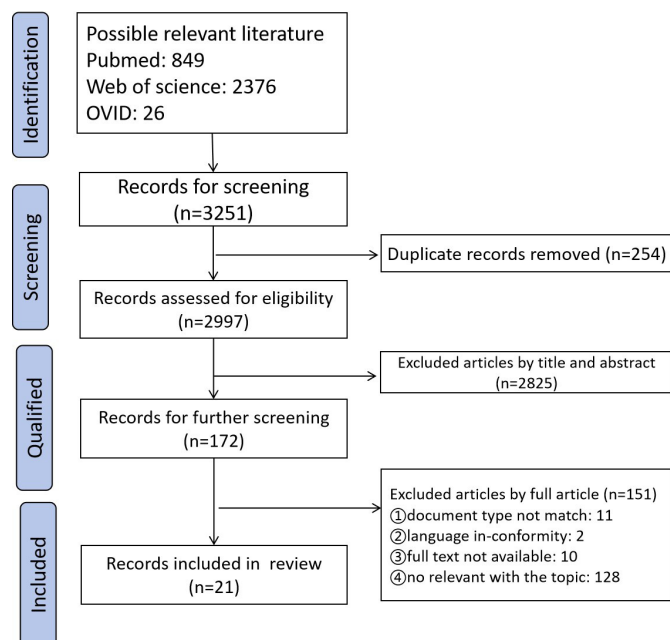 Identification
Possible relevant literature
Pubmed: 849
Web of science: 2376
OVID: 26
Screening
Records for screening
(n=3251)
Duplicate records removed (n=254)
Records assessed for eligibility
(n=2997)
Qualified
Excluded articles by title and abstract
(n=2825)
Records for further screening
(n=172)
Included
Excluded articles by full article (n=151)
①document type not match: 11
②language in-conformity: 2
③full text not available: 10
④no relevant with the topic: 128
Records included in review
(n=21)